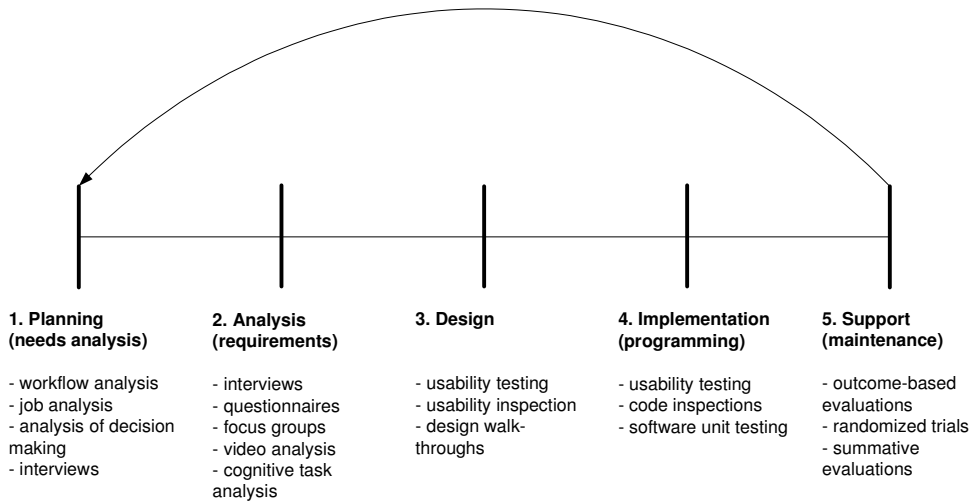 1. Planning
(needs analysis)
- workflow analysis
- job analysis
- analysis of decision
making
- interviews
2. Analysis
(requirements)
- interviews
- questionnaires
- focus groups
- video analysis
- cognitive task
analysis
3. Design
- usability testing
- usability inspection
- design walk-
throughs
4. Implementation
(programming)
- usability testing
- code inspections
- software unit testing
5. Support
(maintenance)
- outcome-based
evaluations
- randomized trials
- summative
evaluations